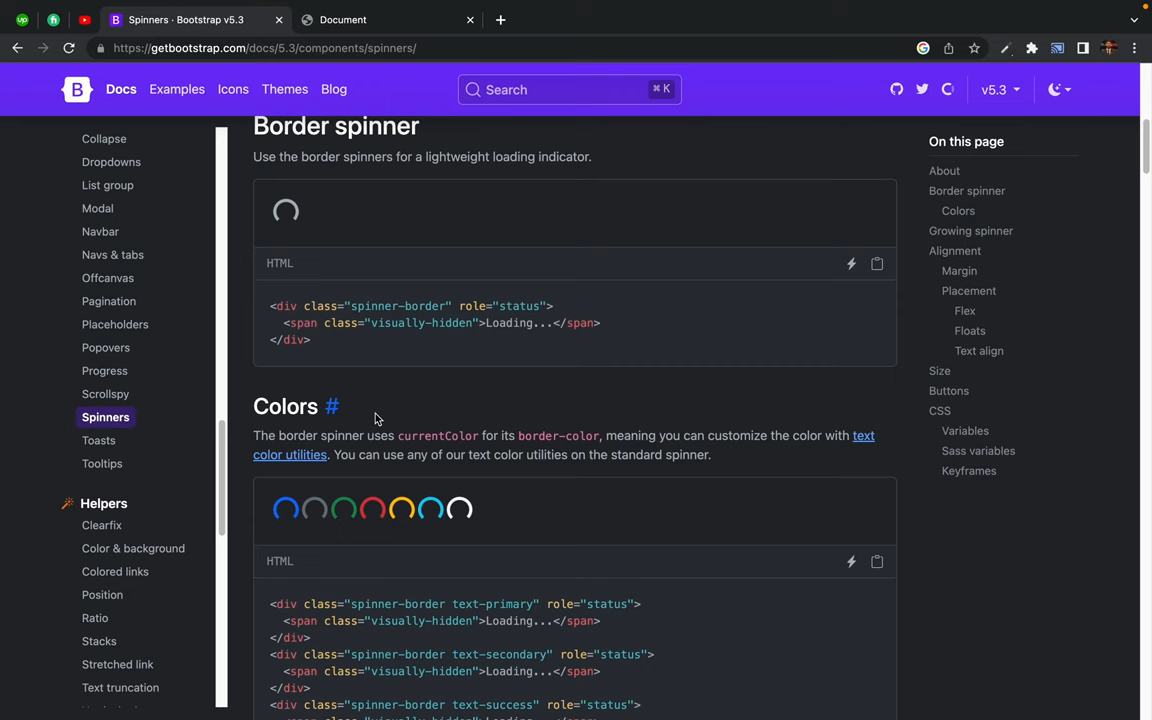 up
fi
B
Spinners · Bootstrap v5.3
Document
https://getbootstrap.com/docs/5.3/components/spinners/
G
B
Docs
Examples
Icons
Themes
Blog
Search
⌘ K
v5.3
Collapse
Dropdowns
List group
Modal
Navbar
Navs & tabs
Offcanvas
Pagination
Placeholders
Popovers
Progress
Scrollspy
Spinners
Toasts
Tooltips
Helpers
Clearfix
Color & background
Colored links
Position
Ratio
Stacks
Stretched link
Text truncation
Border spinner
Use the border spinners for a lightweight loading indicator.
HTML
<div class="spinner-border" role="status">
<span class="visually-hidden">Loading...</span>
</div>
Colors #
The border spinner uses currentColor for its border-color, meaning you can customize the color with text
color utilities. You can use any of our text color utilities on the standard spinner.
HTML
<div class="spinner-border text-primary" role="status">
<span class="visually-hidden">Loading...</span>
</div>
<div class="spinner-border text-secondary" role="status">
<span class="visually-hidden">Loading...</span>
</div>
<div class="spinner-border text-success" role="status">
<span class="visually-hidden">Loading...</span>
On this page
About
Border spinner
Colors
Growing spinner
Alignment
Margin
Placement
Flex
Floats
Text align
Size
Buttons
CSS
Variables
Sass variables
Keyframes